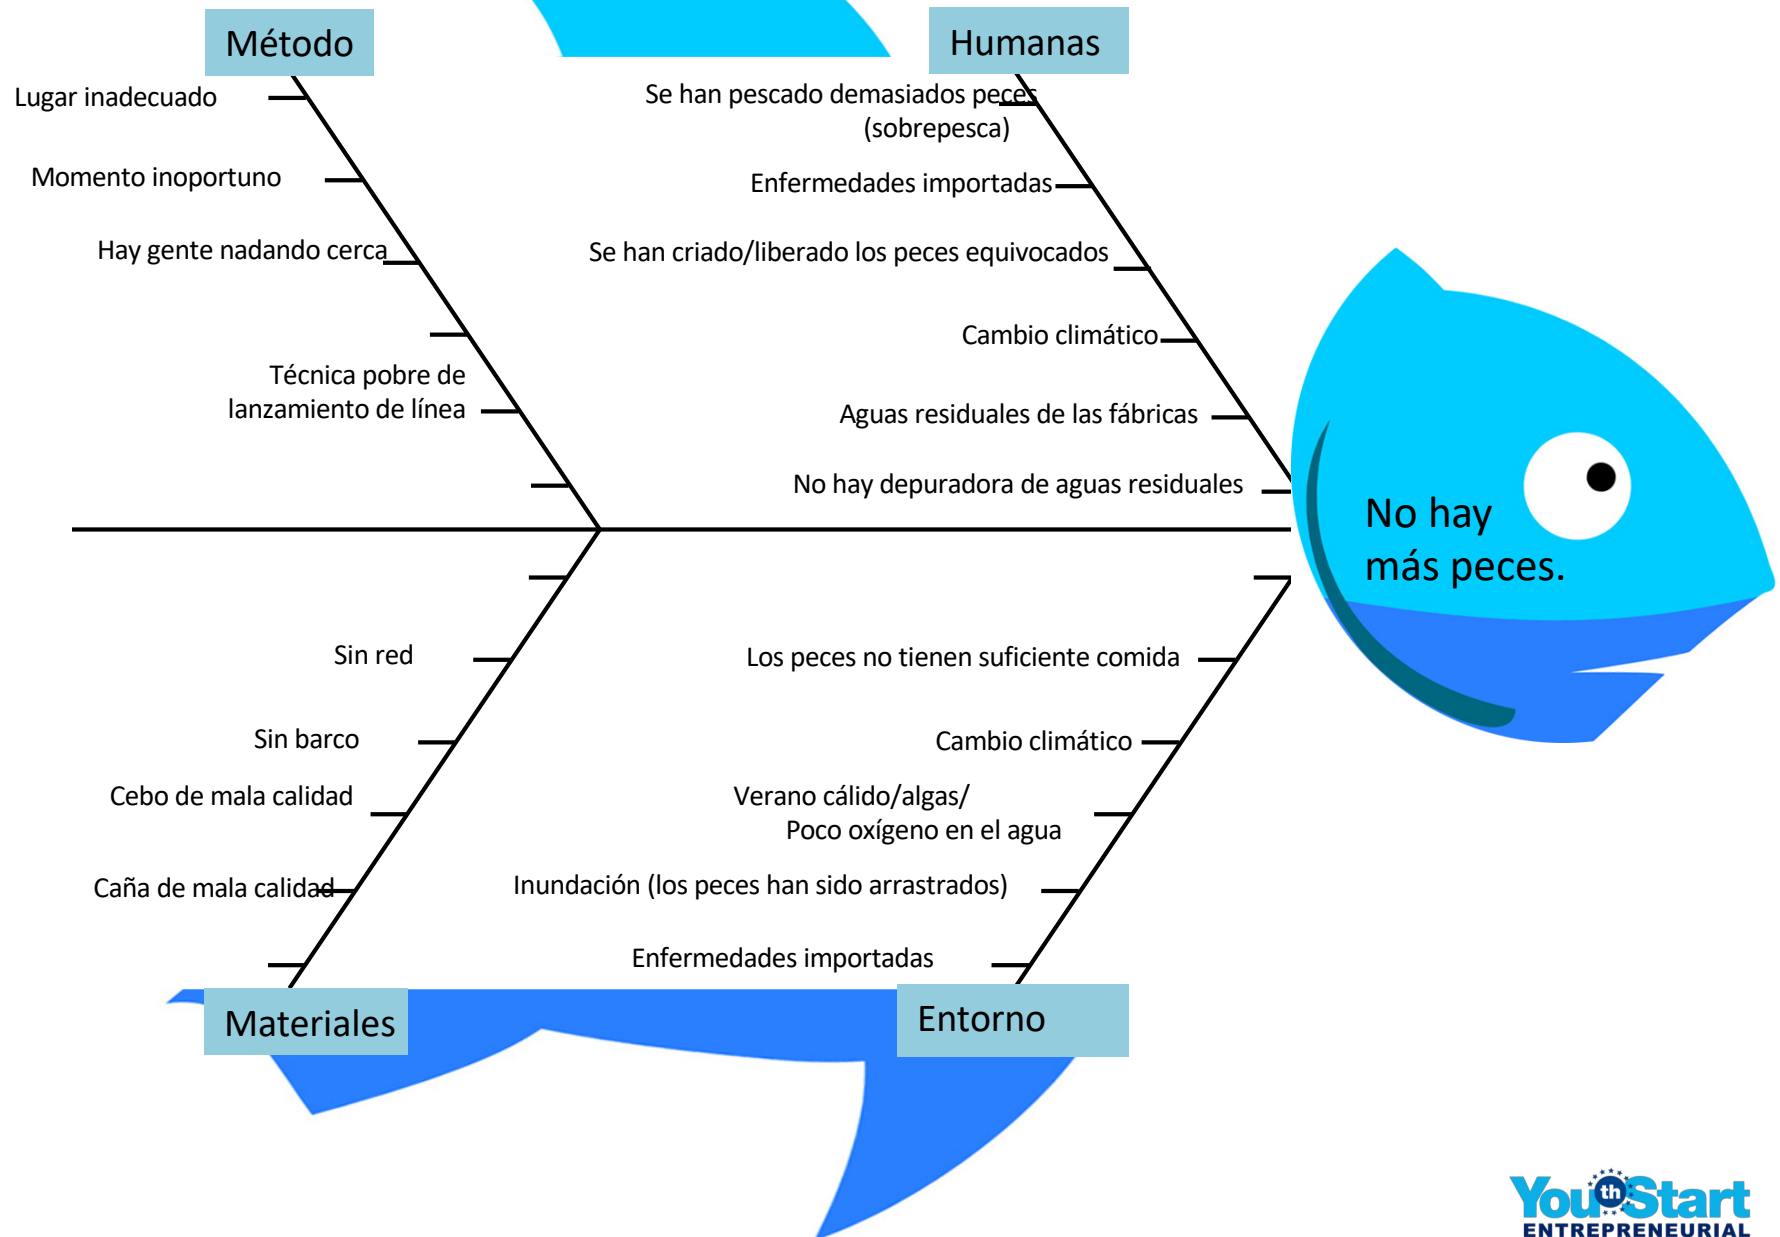 Método
Humanas
Lugar inadecuado
Momento inoportuno
Hay gente nadando cerca
Técnica pobre de
lanzamiento de línea
Se han pescado demasiados peces
(sobrepesca)
Enfermedades importadas
Se han criado/liberado los peces equivocados
Cambio climático
Aguas residuales de las fábricas
No hay depuradora de aguas residuales
No hay
más peces.
Sin red
Sin barco
Cebo de mala calidad
Caña de mala calidad
Los peces no tienen suficiente comida
Cambio climático
Verano cálido/algas/
Poco oxígeno en el agua
Inundación (los peces han sido arrastrados)
Enfermedades importadas
Materiales
Entorno
YouthStart
ENTREPRENEURIAL